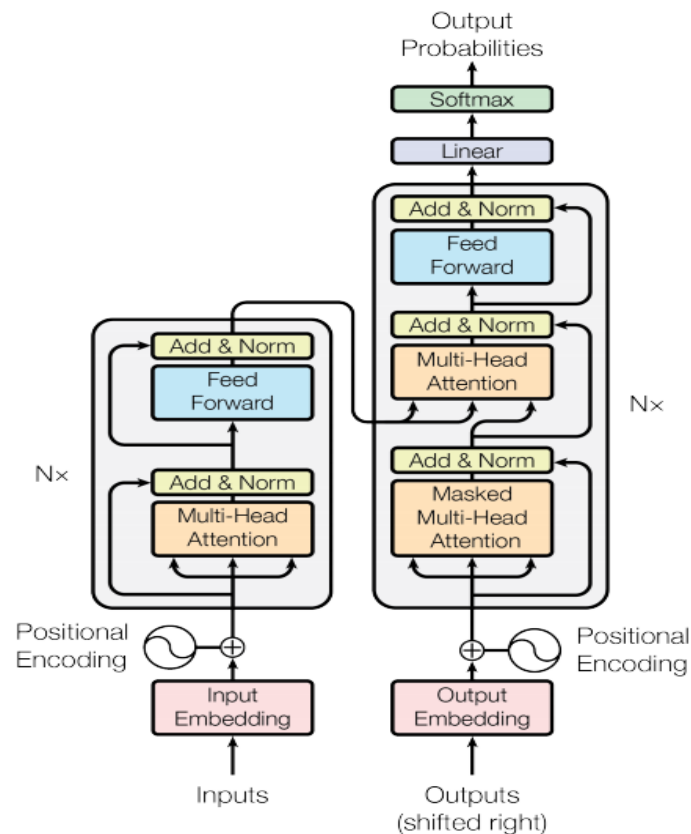 Output
Probabilities
Softmax
Linear
Add & Norm
Feed
Forward
Add & Norm
Multi-Head
Attention
Add & Norm
Masked
Multi-Head
Attention
Nx
Add & Norm
Feed
Forward
Add & Norm
Multi-Head
Attention
Nx
Positional
Encoding
Positional
Encoding
Input
Embedding
Output
Embedding
Inputs
Outputs
(shifted right)